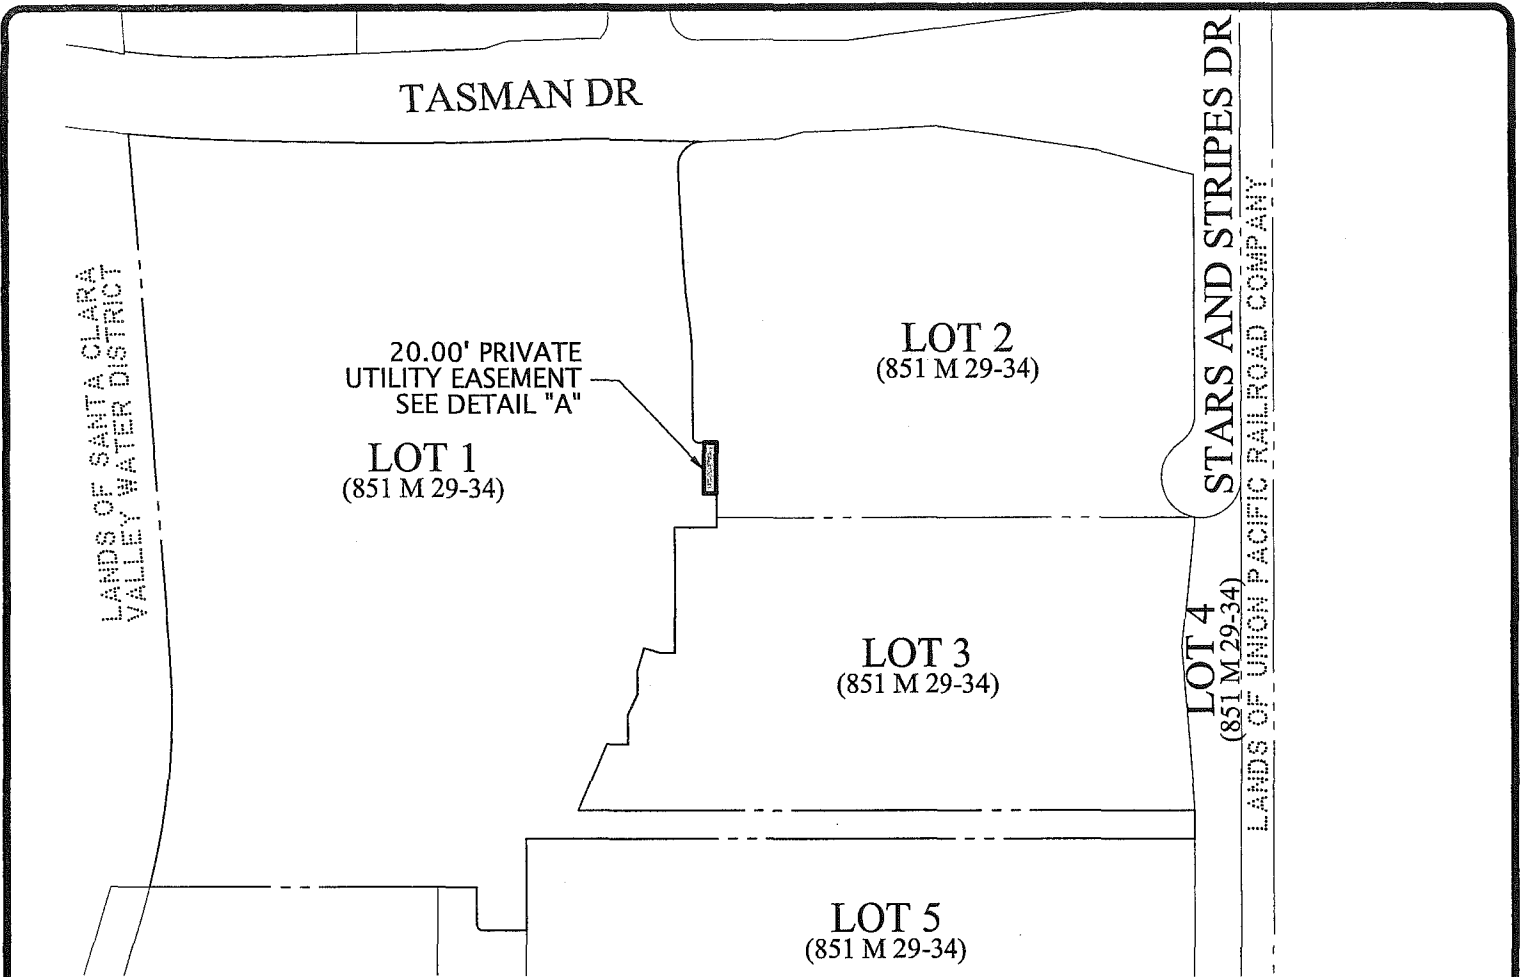 TASMAN DR
STARS AND STRIPES DR
LANDS OF SANTA CLARA
VALLEY WATER DISTRICT
20.00' PRIVATE
UTILITY EASEMENT
SEE DETAIL "A"
LOT 2
(851 M 29-34)
LOT 1
(851 M 29-34)
LANDS OF UNION PACIFIC RAILROAD COMPANY
LOT 3
(851 M 29-34)
LOT 4
(851 M 29-34)
LOT 5
(851 M 29-34)